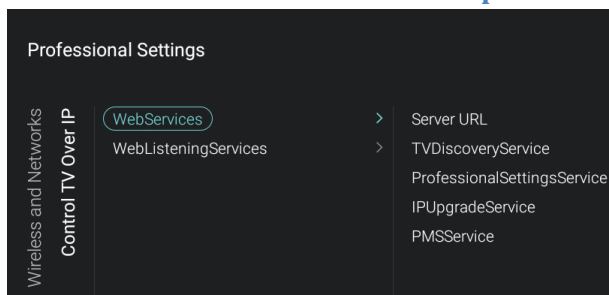 Professional Settings
Wireless and Networks
Control TV Over IP
WebServices
WebListeningServices
Server URL
TVDiscoveryService
ProfessionalSettingsService
IPUpgradeService
PMSService